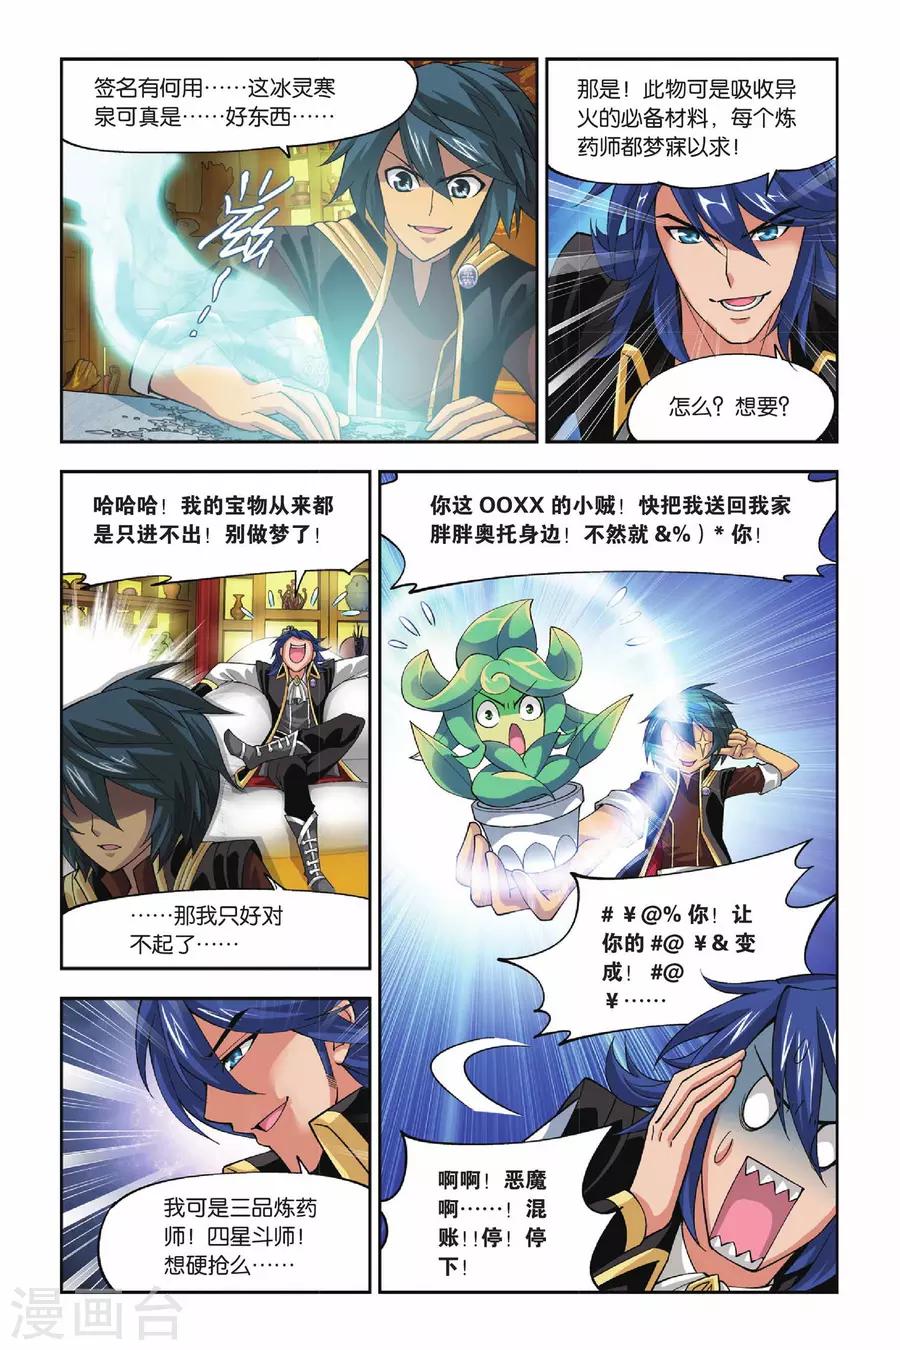 签名有何用……这冰灵寒
泉可真是……好东西……
滋
滋
那是！此物可是吸收异
火的必备材料，每个炼
药师都梦寐以求！
怎么？想要？
哈哈哈！我的宝物从来都
是只进不出！别做梦了！
……那我只好对
不起了……
我可是三品炼药
师！四星斗师！
想硬抢么……
你这 OOXX 的小贼！快把我送回我家
胖胖奥托身边！不然就 &%）* 你！
# ¥@% 你！让
你的 #@ ¥& 变
成！ #@
¥……
啊啊！恶魔
啊……！混
账!!停！停
下！
漫画台